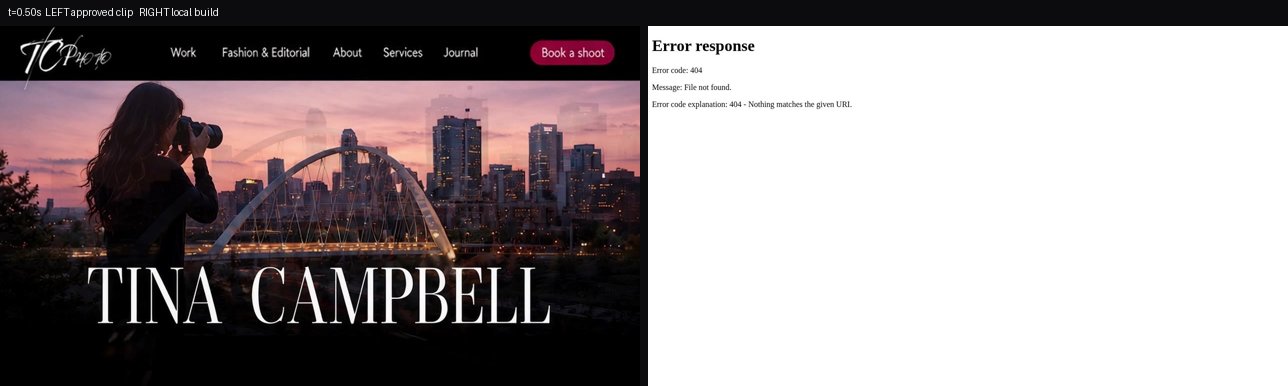 t=0.50s LEFT approved clip RIGHT local build
TCPhoto
Work Fashion & Editorial About Services Journal Book a shoot
TINA CAMPBELL
Error response
Error code: 404
Message: File not found.
Error code explanation: 404 - Nothing matches the given URI.